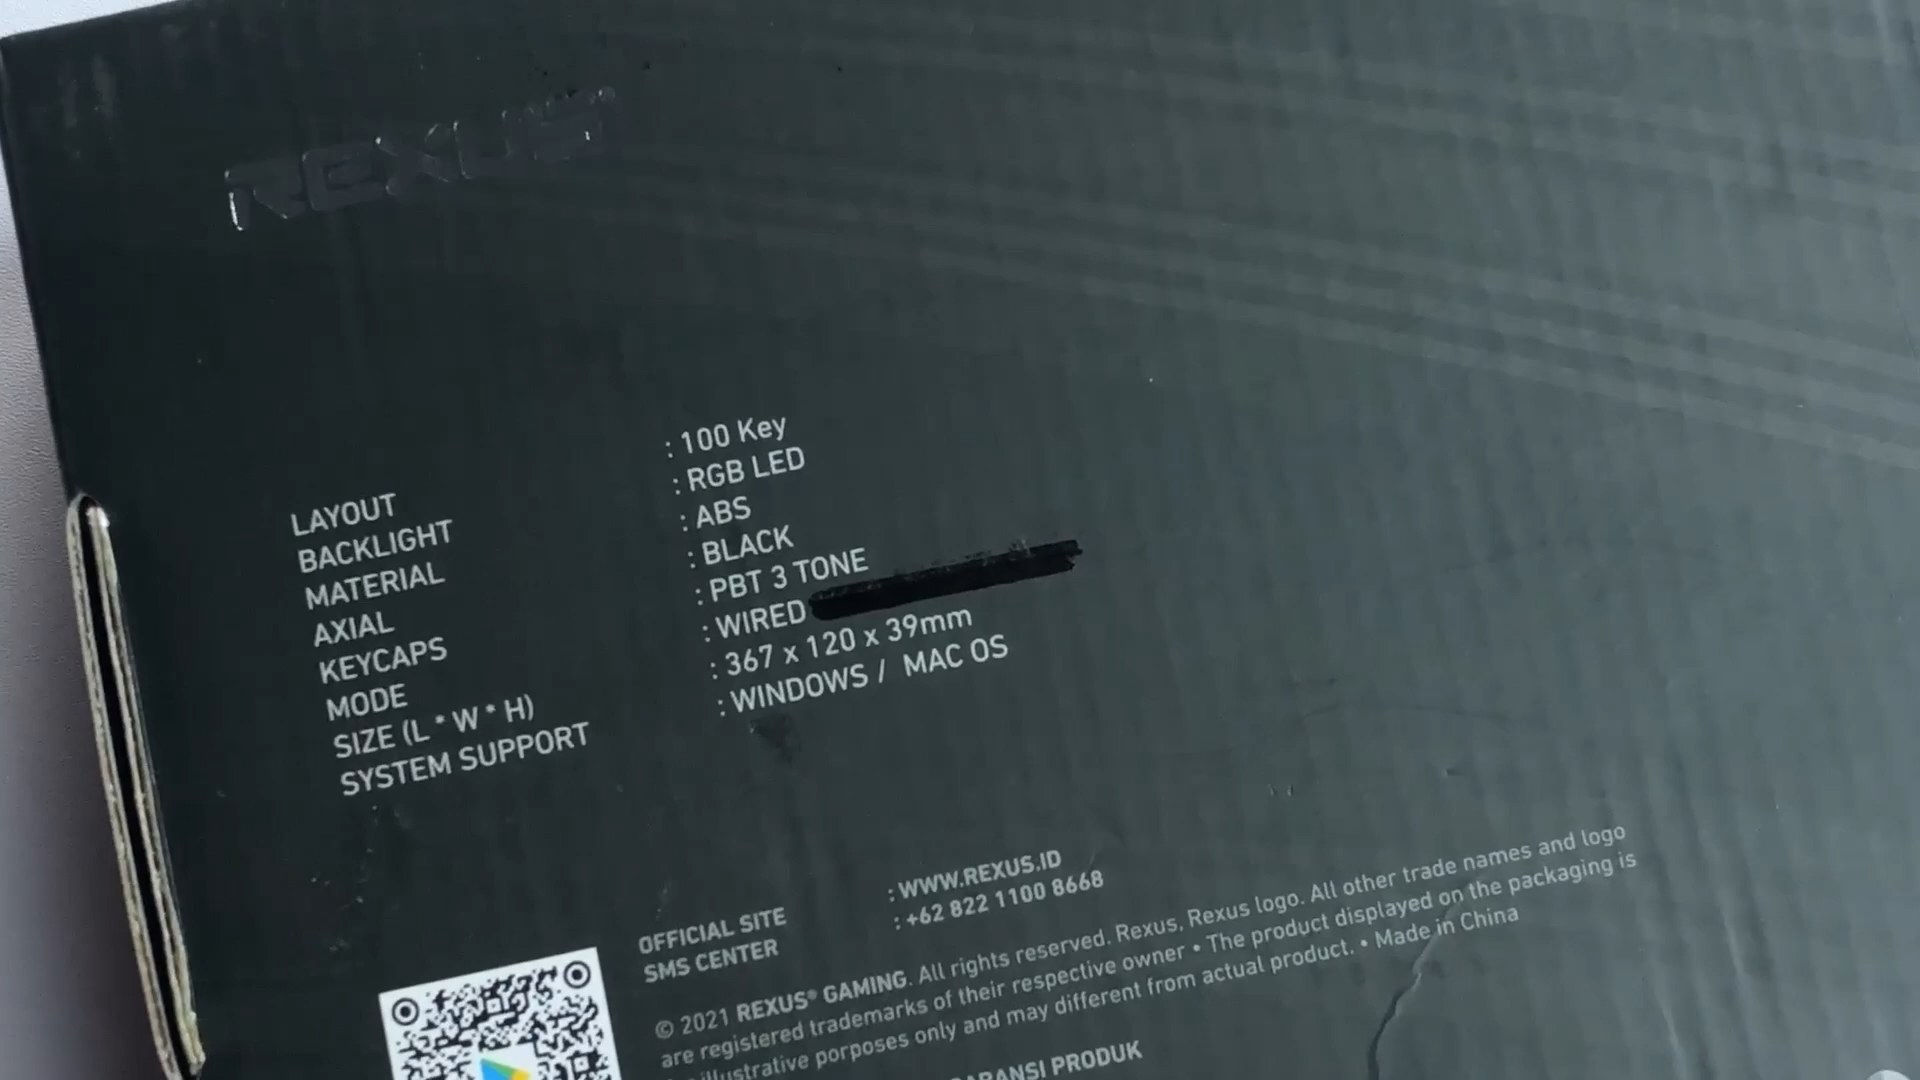 REXUS
LAYOUT : 100 Key
BACKLIGHT : RGB LED
MATERIAL : ABS
AXIAL : BLACK
KEYCAPS : PBT 3 TONE
MODE : WIRED
SIZE (L * W * H) : 367 x 120 x 39mm
SYSTEM SUPPORT : WINDOWS / MAC OS
OFFICIAL SITE : WWW.REXUS.ID
SMS CENTER : +62 822 1100 8668
© 2021 REXUS® GAMING. All rights reserved. Rexus, Rexus logo. All other trade names and logo
are registered trademarks of their respective owner • The product displayed on the packaging is
illustrative porposes only and may different from actual product. • Made in China
PRODUK